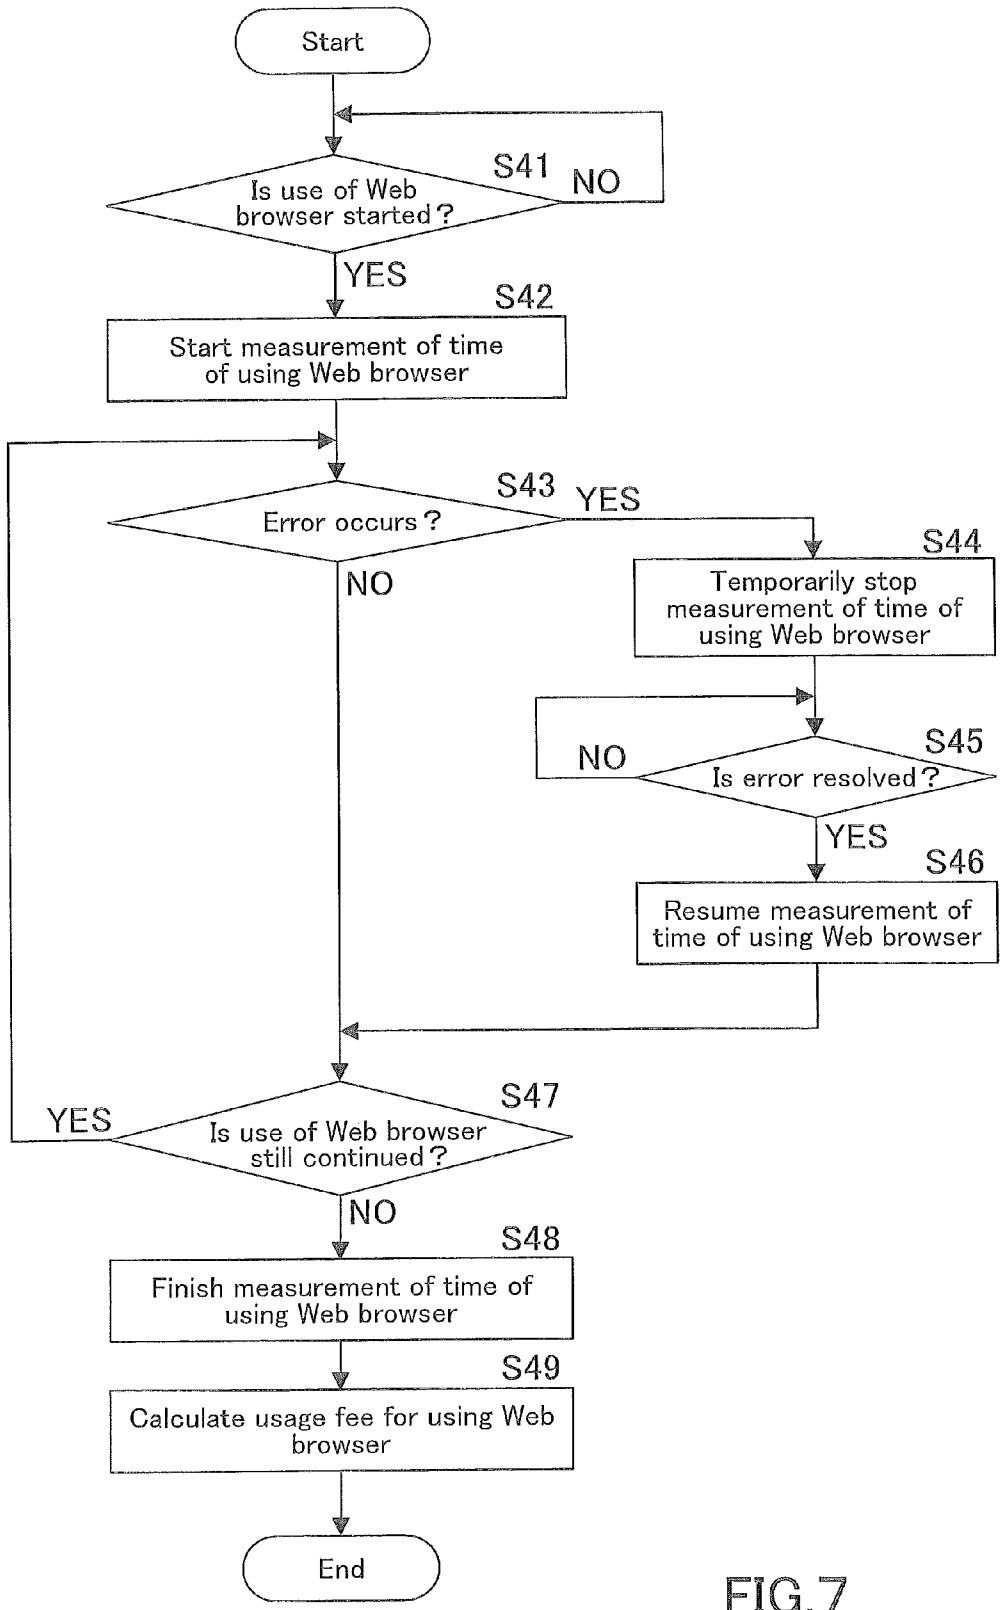 Start
S41
Is use of Web
browser started?
NO
YES
S42
Start measurement of time
of using Web browser
S43
Error occurs?
YES
NO
S44
Temporarily stop
measurement of time of
using Web browser
S45
Is error resolved?
NO
YES
S46
Resume measurement of
time of using Web browser
S47
Is use of Web browser
still continued?
YES
NO
S48
Finish measurement of time of
using Web browser
S49
Calculate usage fee for using Web
browser
End
FIG.7